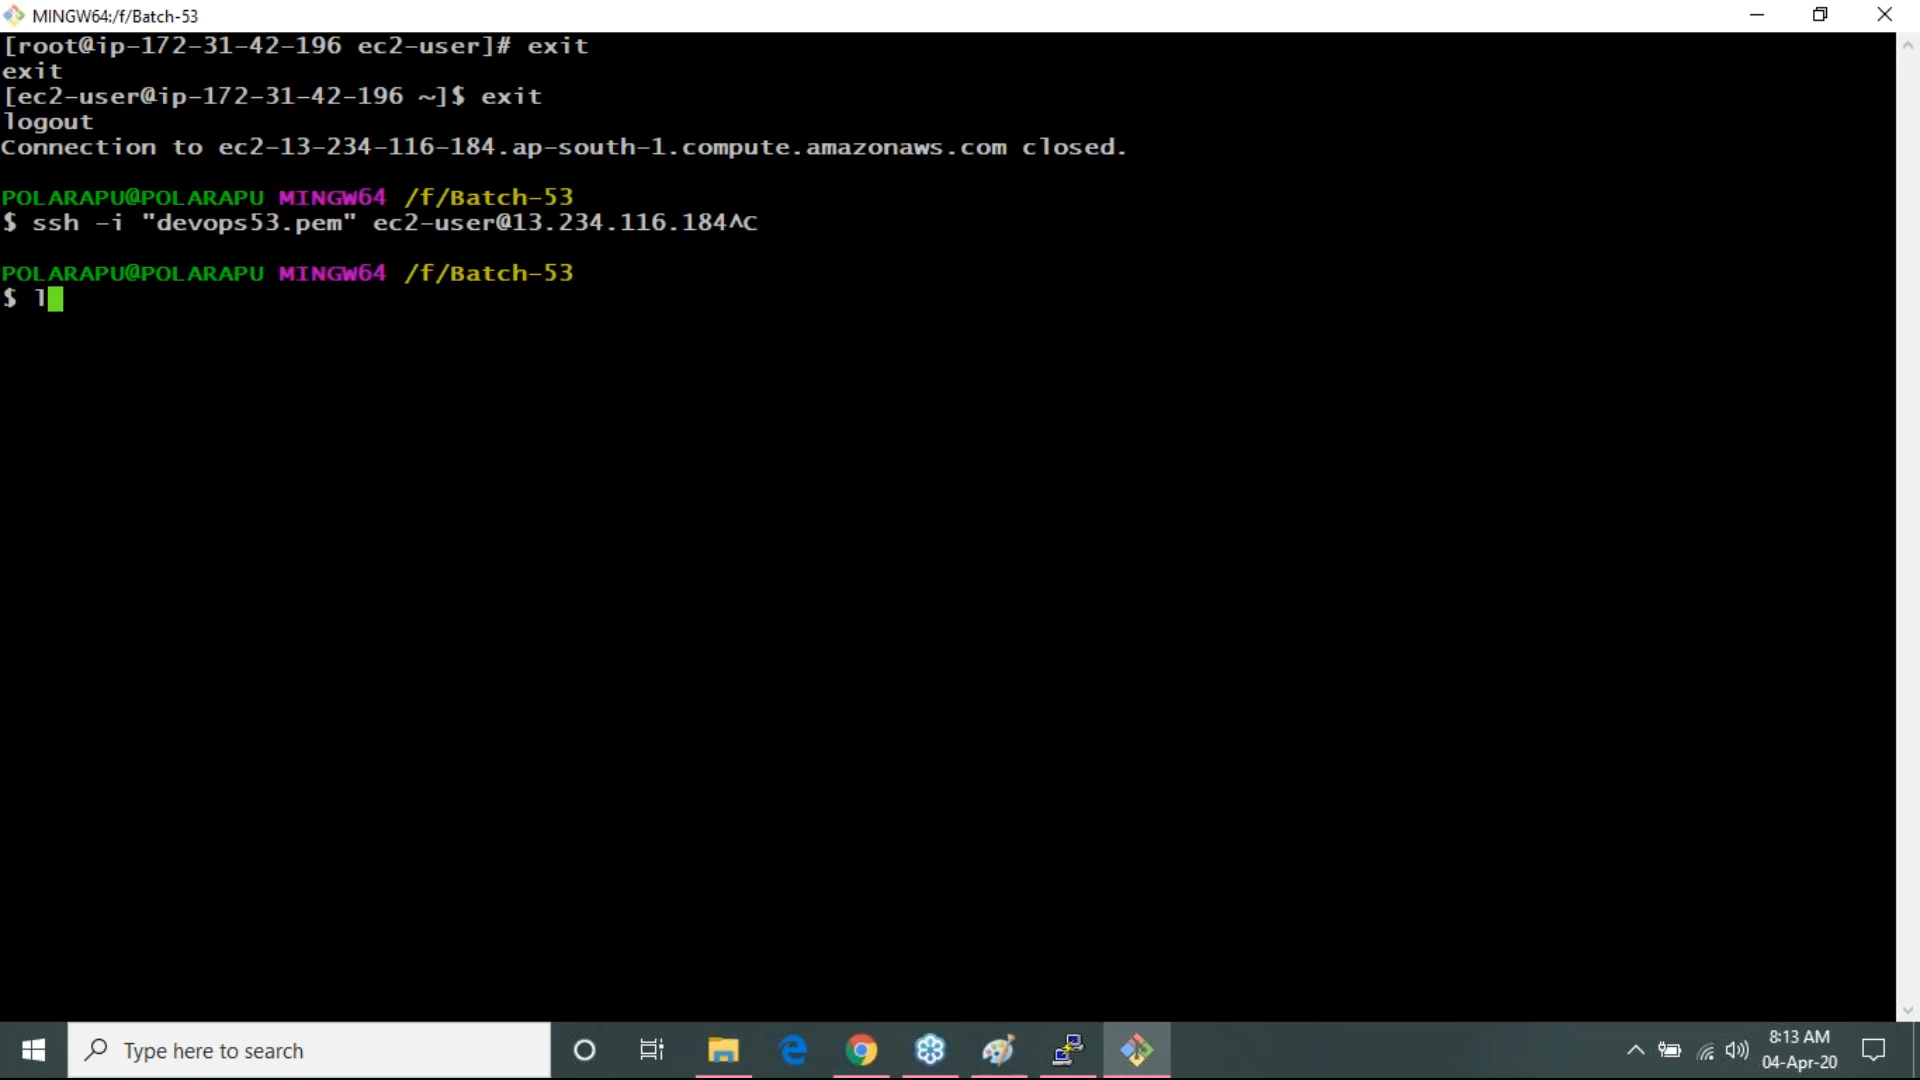 MINGW64:/f/Batch-53
[root@ip-172-31-42-196 ec2-user]# exit
exit
[ec2-user@ip-172-31-42-196 ~]$ exit
logout
Connection to ec2-13-234-116-184.ap-south-1.compute.amazonaws.com closed.
POLARAPU@POLARAPU MINGW64 /f/Batch-53
$ ssh -i "devops53.pem" ec2-user@13.234.116.184^C
POLARAPU@POLARAPU MINGW64 /f/Batch-53
$ l
Type here to search
8:13 AM
04-Apr-20